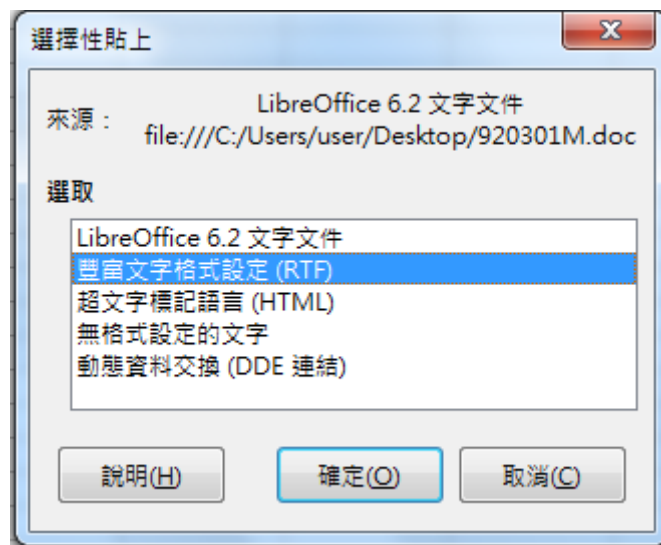 選擇性貼上
來源：
LibreOffice 6.2 文字文件
file:///C:/Users/user/Desktop/920301M.doc
選取
LibreOffice 6.2 文字文件
豐富文字格式設定 (RTF)
超文字標記語言 (HTML)
無格式設定的文字
動態資料交換 (DDE 連結)
說明(H)
確定(O)
取消(C)